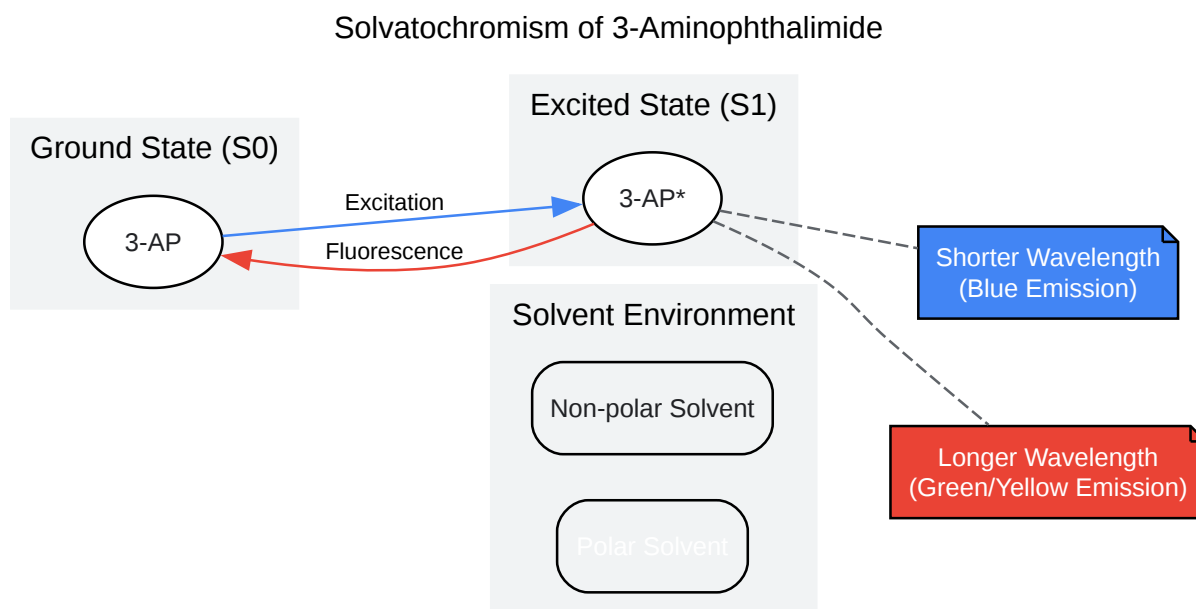 Solvatochromism of 3-Aminophthalimide
Ground State (S0)
3-AP
Excitation
Fluorescence
Excited State (S1)
3-AP*
Solvent Environment
Non-polar Solvent
Polar Solvent
Shorter Wavelength
(Blue Emission)
Longer Wavelength
(Green/Yellow Emission)